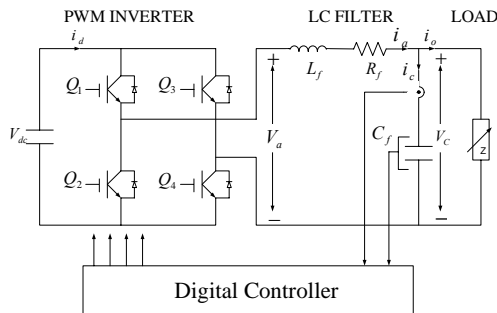 PWM INVERTER
LC FILTER
LOAD
i_d
i_a
i_o
L_f
R_f
i_c
Q_1
Q_3
V_dc
V_a
C_f
V_C
Z
Q_2
Q_4
+
+
−
−
Digital Controller